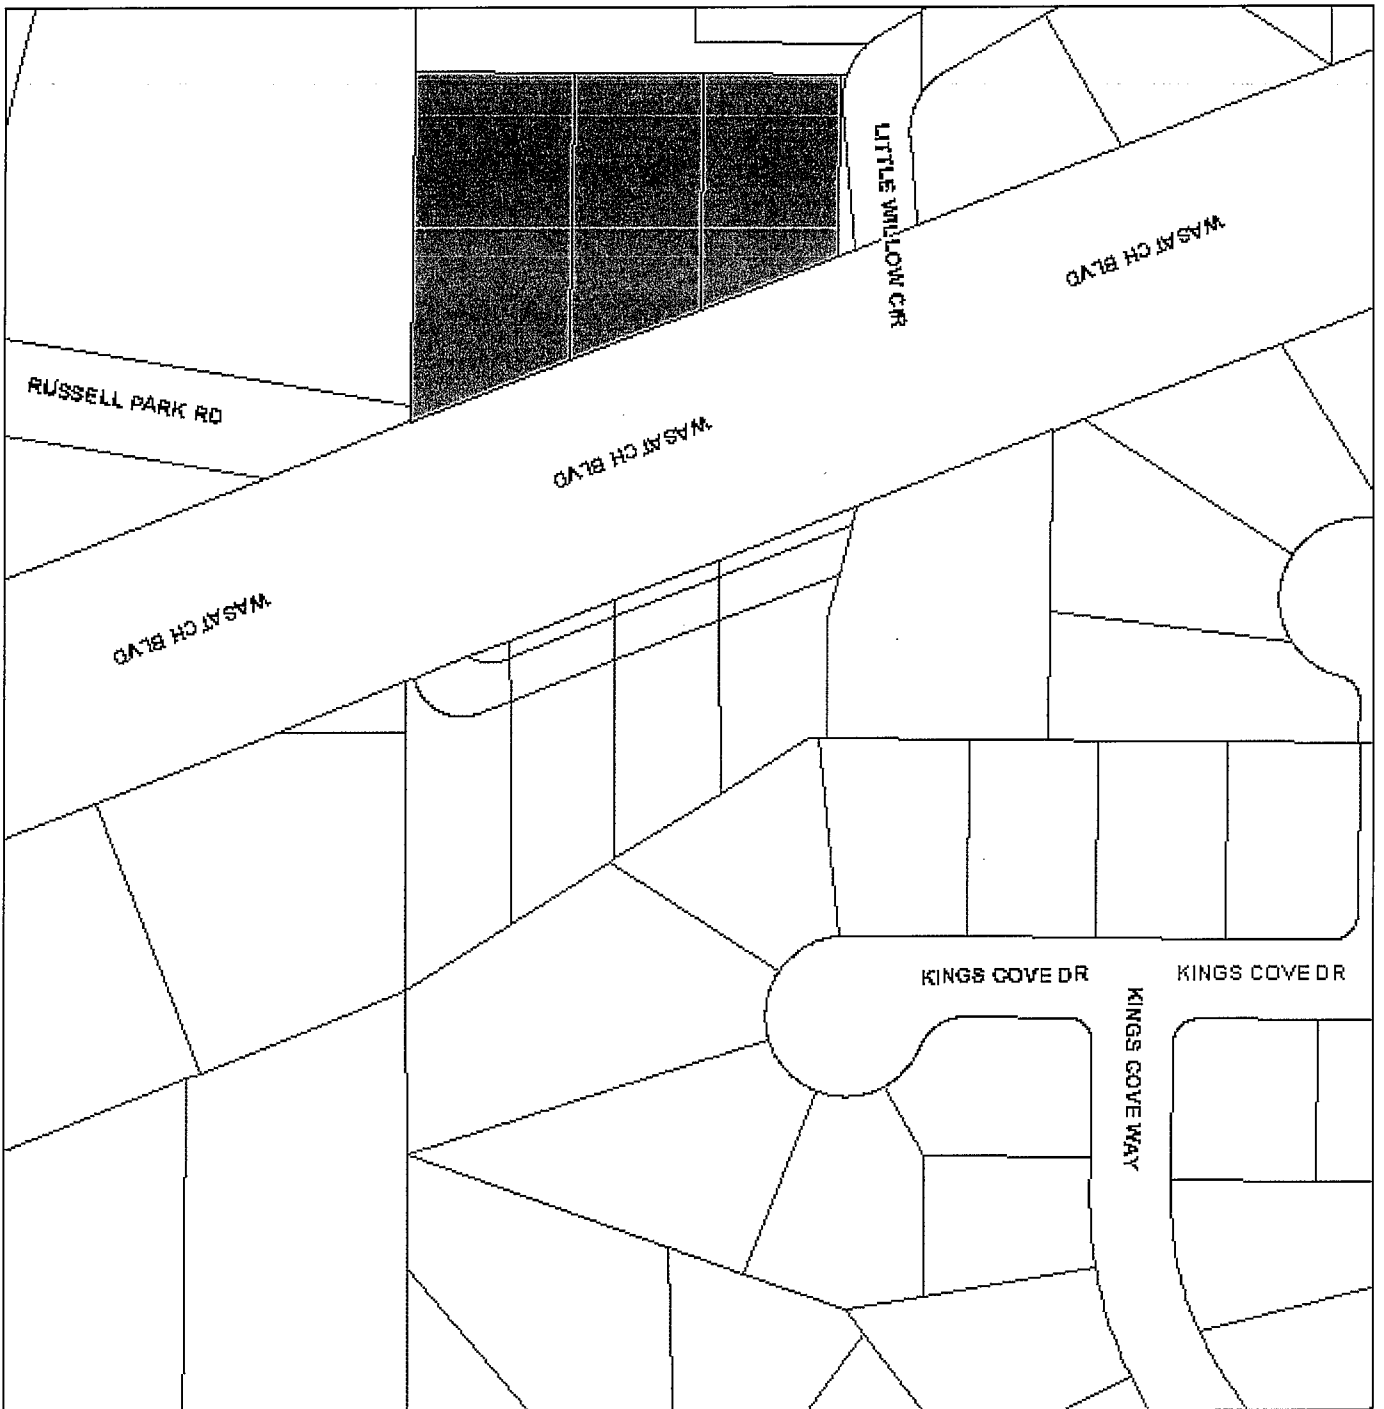 LITTLE WILLOW CIR
WASATCH BLVD
RUSSELL PARK RD
WASATCH BLVD
WASATCH BLVD
KINGS COVE DR
KINGS COVE DR
KINGS COVE WAY